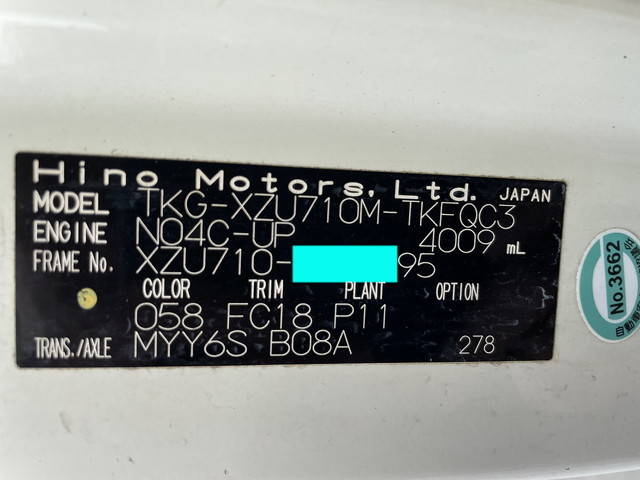 Hino Motors, Ltd. JAPAN
MODEL TKG-XZU710M-TKFQC3
ENGINE N04C-UP 4009 mL
FRAME No. XZU710- 95
COLOR TRIM PLANT OPTION
058 FC18 P11
TRANS./AXLE MYY6S B08A 278
No.3662